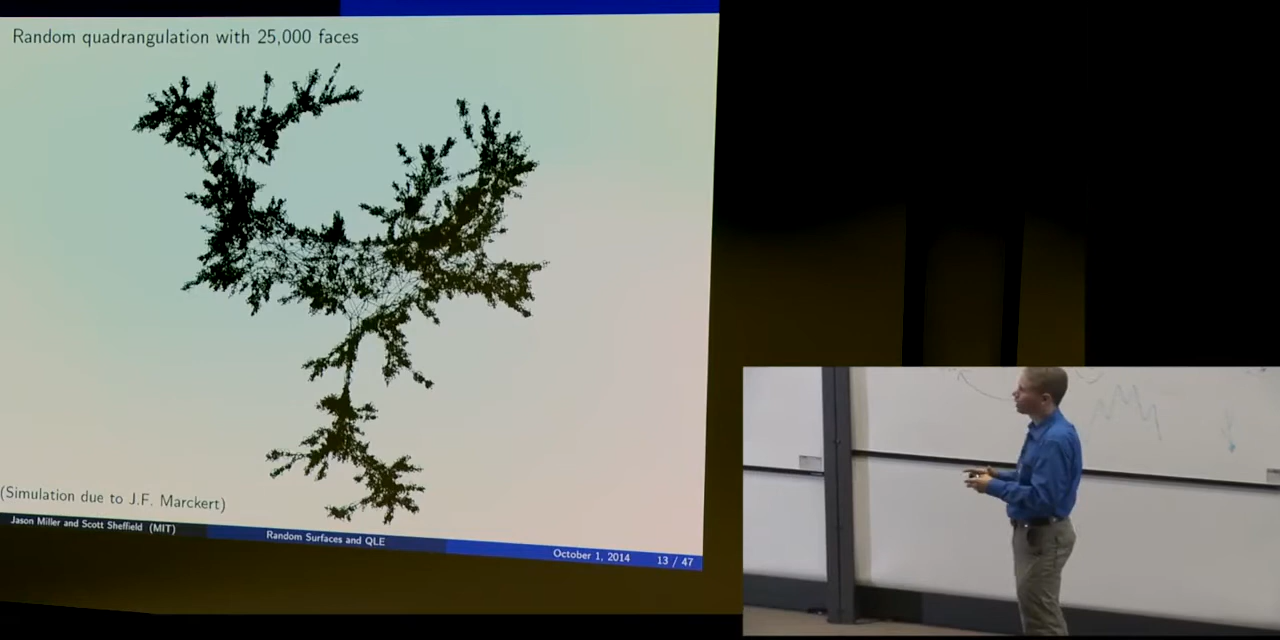 Random quadrangulation with 25,000 faces
(Simulation due to J.F. Marckert)
Jason Miller and Scott Sheffield (MIT)
Random Surfaces and QLE
October 1, 2014 13 / 47